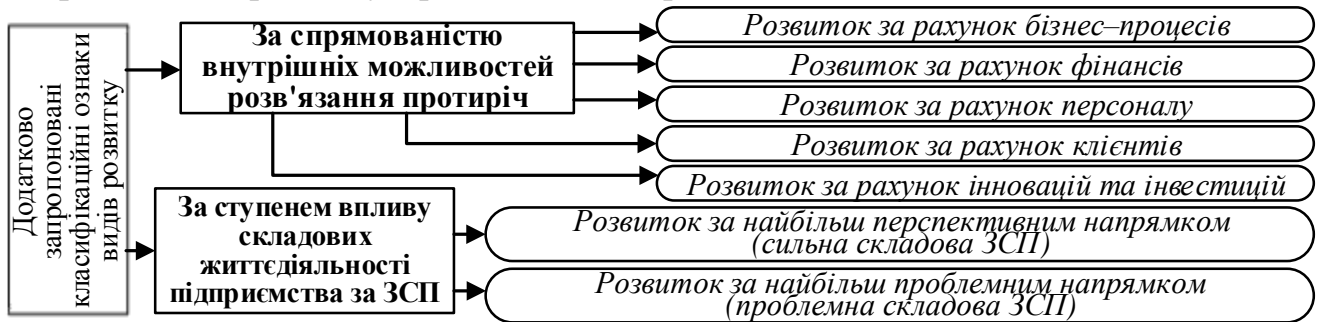 Додатково
запропоновані
класифікаційні ознаки
видів розвитку
За спрямованістю
внутрішніх можливостей
розв'язання протиріч
Розвиток за рахунок бізнес–процесів
Розвиток за рахунок фінансів
Розвиток за рахунок персоналу
Розвиток за рахунок клієнтів
Розвиток за рахунок інновацій та інвестицій
За ступенем впливу
складових
життєдіяльності
підприємства за ЗСП
Розвиток за найбільш перспективним напрямком
(сильна складова ЗСП)
Розвиток за найбільш проблемним напрямком
(проблемна складова ЗСП)